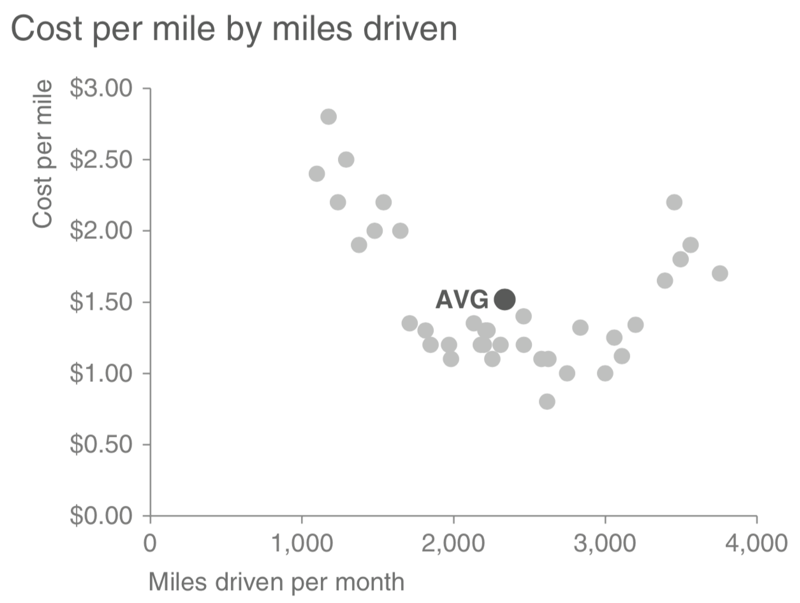 Cost per mile by miles driven
Cost per mile
$3.00
$2.50
$2.00
$1.50
$1.00
$0.50
$0.00
AVG
0 1,000 2,000 3,000 4,000
Miles driven per month